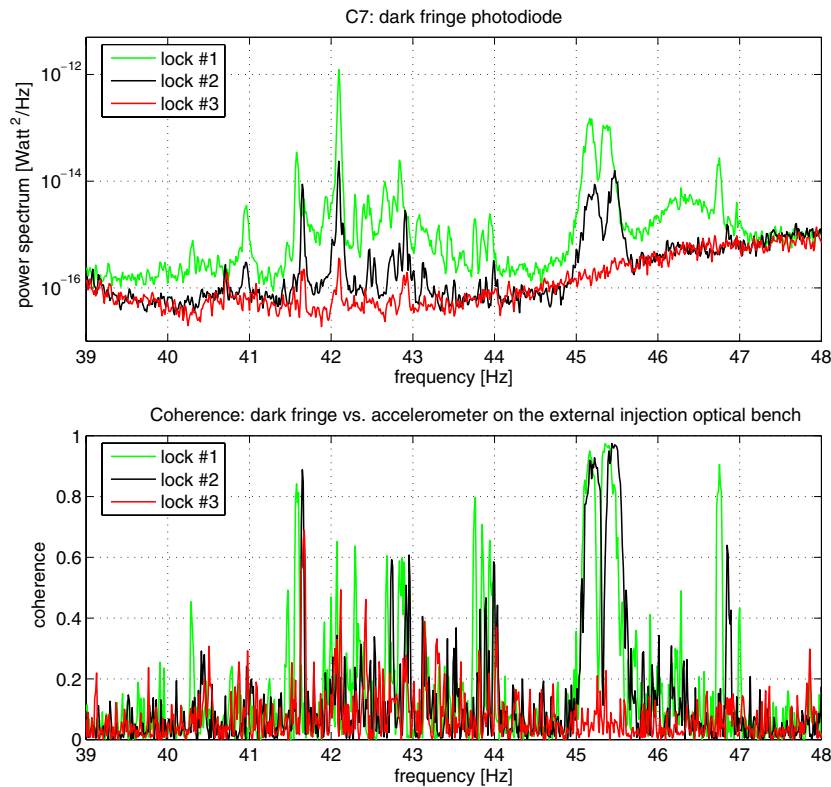 C7: dark fringe photodiode
power spectrum [Watt²/Hz]
10⁻¹²
10⁻¹⁴
10⁻¹⁶
lock #1
lock #2
lock #3
39 40 41 42 43 44 45 46 47 48
frequency [Hz]
Coherence: dark fringe vs. accelerometer on the external injection optical bench
coherence
1
0.8
0.6
0.4
0.2
0
lock #1
lock #2
lock #3
39 40 41 42 43 44 45 46 47 48
frequency [Hz]